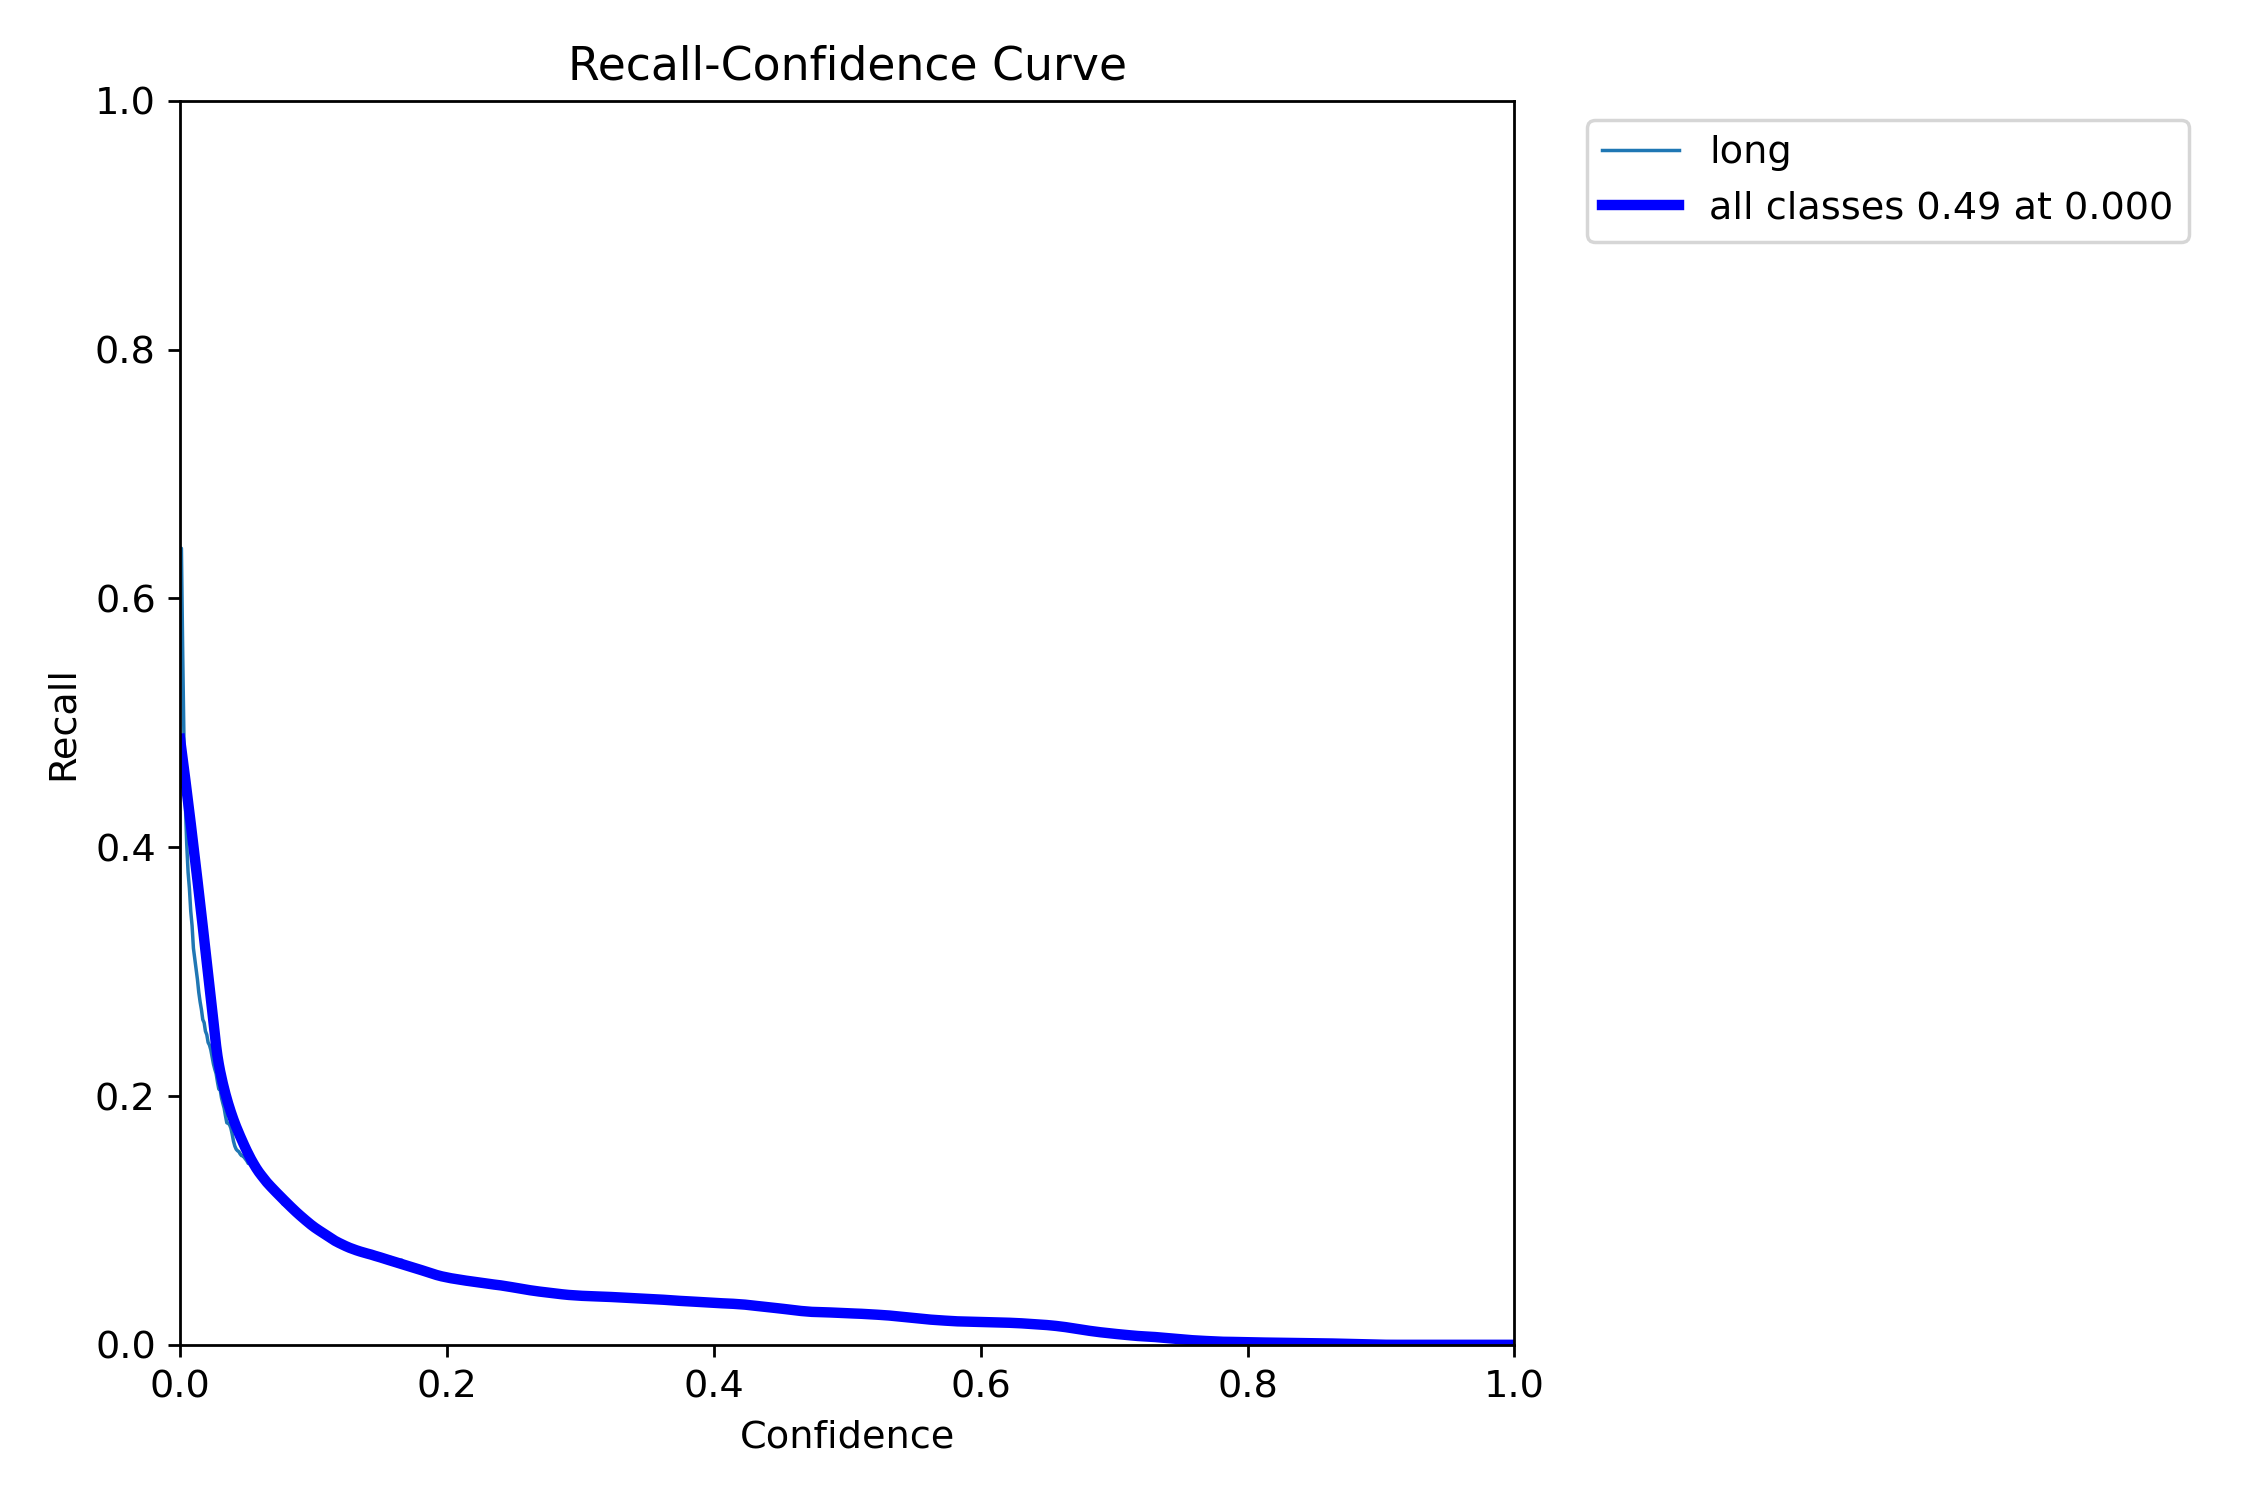 Recall-Confidence Curve
1.0
0.8
0.6
0.4
0.2
0.0
Recall
0.0 0.2 0.4 0.6 0.8 1.0
Confidence
long
all classes 0.49 at 0.000